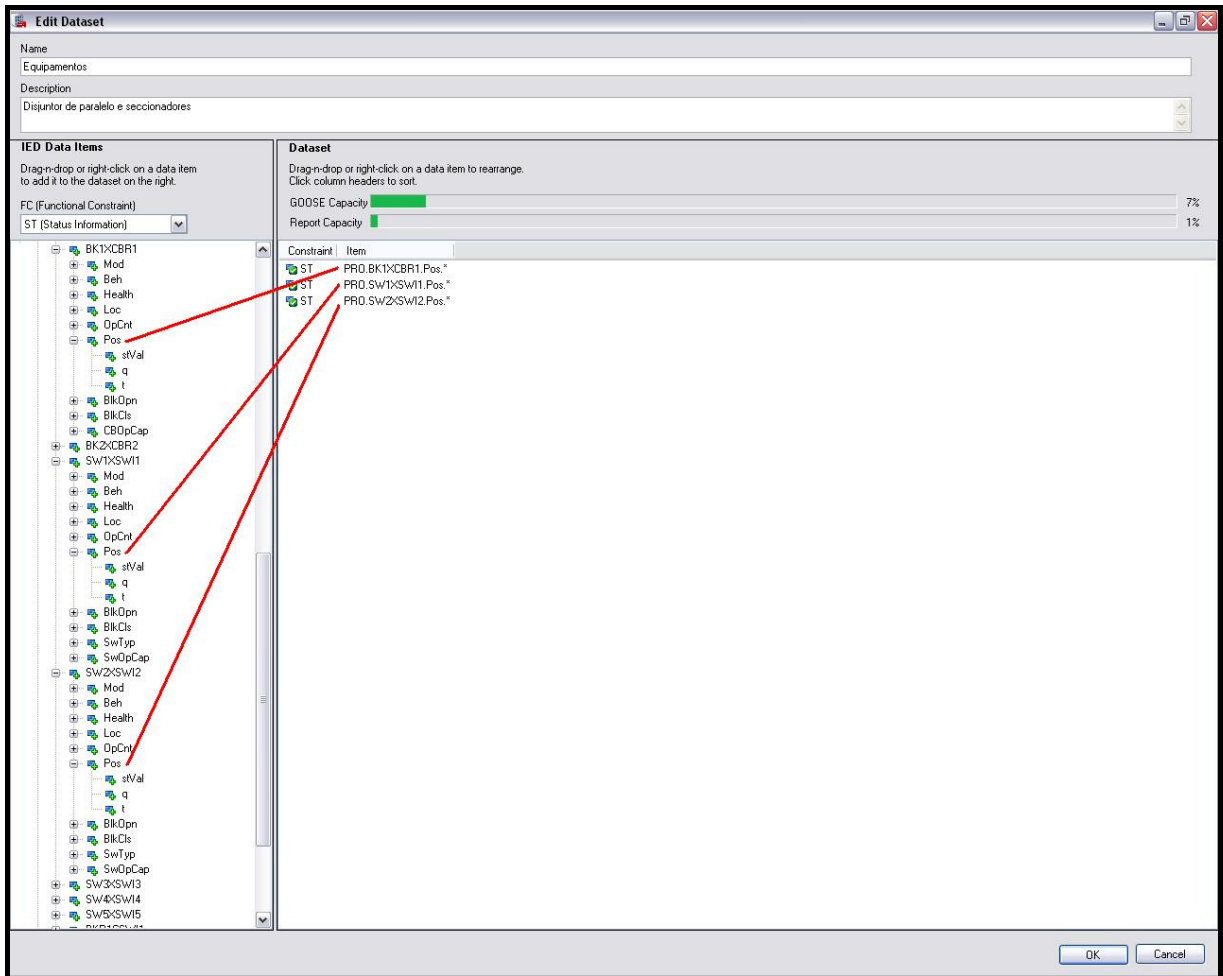 Edit Dataset
Name
Equipamentos
Description
Disjuntor de paralelo e seccionadores
IED Data Items
Drag-n-drop or right-click on a data item
to add it to the dataset on the right.
FC (Functional Constraint)
ST (Status Information)
BK1XCBR1
Mod
Beh
Health
Loc
OpCnt
Pos
stVal
q
t
BlkOpn
BlkCls
CBOpCap
BK2XCBR2
SW1XSWI1
Mod
Beh
Health
Loc
OpCnt
Pos
stVal
q
t
BlkOpn
BlkCls
SwTyp
SwOpCap
SW2XSWI2
Mod
Beh
Health
Loc
OpCnt
Pos
stVal
q
t
BlkOpn
BlkCls
SwTyp
SwOpCap
SW3XSWI3
SW4XSWI4
SW5XSWI5
Dataset
Drag-n-drop or right-click on a data item to rearrange.
Click column headers to sort.
GOOSE Capacity 7%
Report Capacity 1%
Constraint Item
ST PRO.BK1XCBR1.Pos.*
ST PRO.SW1XSWI1.Pos.*
ST PRO.SW2XSWI2.Pos.*
OK Cancel